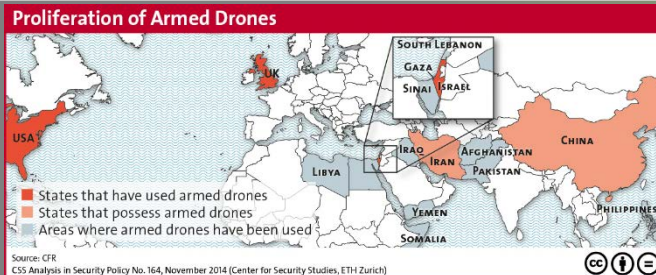 Proliferation of Armed Drones
SOUTH LEBANON
GAZA
SINAI
ISRAEL
UK
USA
IRAQ
IRAN
AFGHANISTAN
PAKISTAN
CHINA
LIBYA
YEMEN
SOMALIA
PHILIPPINES
States that have used armed drones
States that possess armed drones
Areas where armed drones have been used
Source: CFR
CSS Analysis in Security Policy No. 164, November 2014 (Center for Security Studies, ETH Zurich)
cc